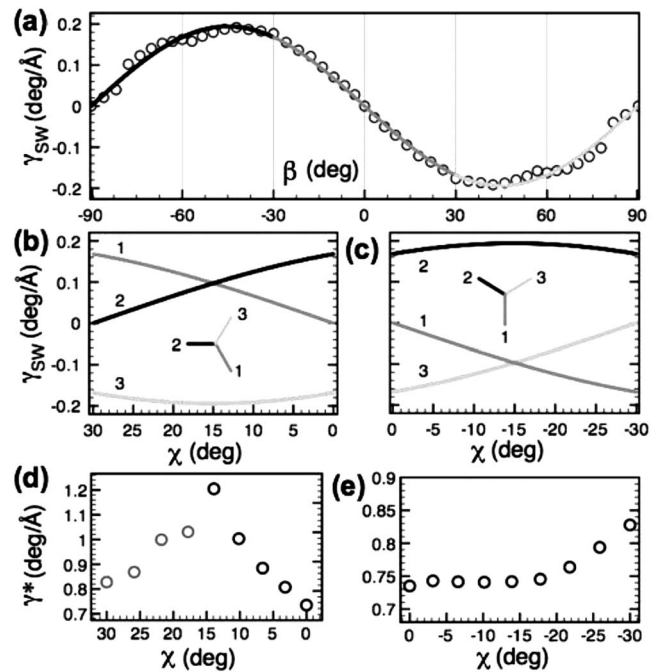 (a)
0.2
0.1
0
-0.1
-0.2
γSW (deg/Å)
β (deg)
-90 -60 -30 0 30 60 90
(b) (c)
0.2
0.1
0
-0.1
-0.2
γSW (deg/Å)
1
2
3
3
2
1
30 25 20 15 10 5 0
χ (deg)
2
1
3
2
3
1
0 -5 -10 -15 -20 -25 -30
χ (deg)
(d) (e)
1.2
1.1
1
0.9
0.8
0.7
γ* (deg/Å)
30 25 20 15 10 5 0
χ (deg)
0.9
0.85
0.8
0.75
0.7
0 -5 -10 -15 -20 -25 -30
χ (deg)